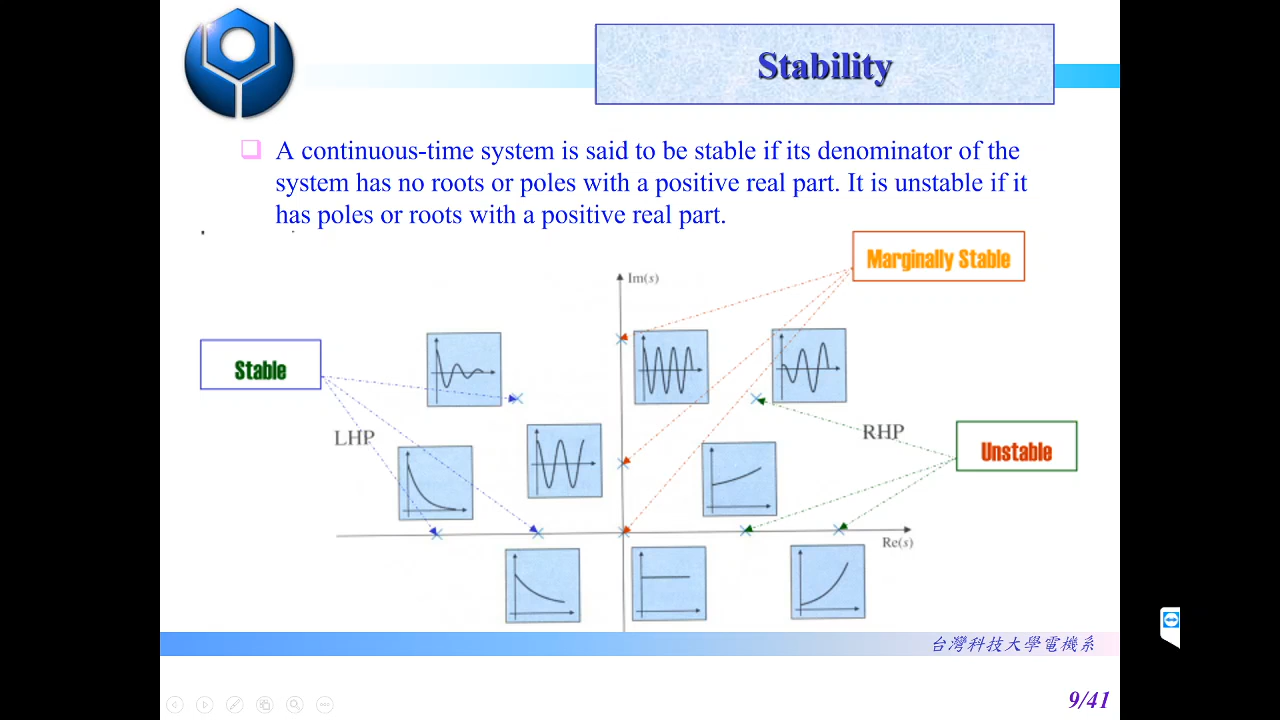 Stability
A continuous-time system is said to be stable if its denominator of the
system has no roots or poles with a positive real part. It is unstable if it
has poles or roots with a positive real part.
Marginally Stable
Im(s)
Stable
LHP
RHP
Unstable
Re(s)
台灣科技大學電機系
9/41